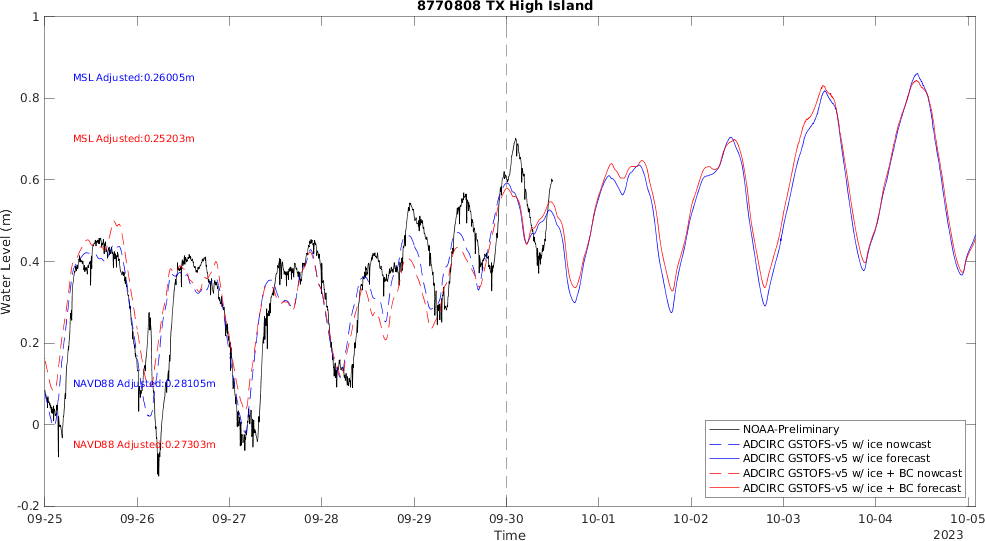 8770808 TX High Island
1
0.8
0.6
0.4
0.2
0
-0.2
Water Level (m)
MSL Adjusted:0.26005m
MSL Adjusted:0.25203m
NAVD88 Adjusted:0.28105m
NAVD88 Adjusted:0.27303m
NOAA-Preliminary
ADCIRC GSTOFS-v5 w/ ice nowcast
ADCIRC GSTOFS-v5 w/ ice forecast
ADCIRC GSTOFS-v5 w/ ice + BC nowcast
ADCIRC GSTOFS-v5 w/ ice + BC forecast
09-25 09-26 09-27 09-28 09-29 09-30 10-01 10-02 10-03 10-04 10-05
Time
2023